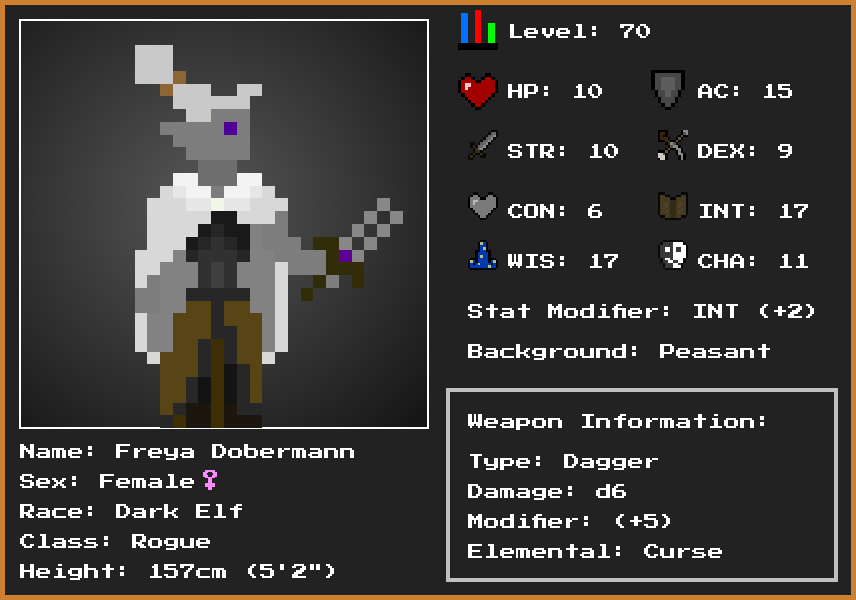 Level: 70
HP: 10
AC: 15
STR: 10
DEX: 9
CON: 6
INT: 17
WIS: 17
CHA: 11
Stat Modifier: INT (+2)
Background: Peasant
Name: Freya Dobermann
Sex: Female♀
Race: Dark Elf
Class: Rogue
Height: 157cm (5'2")
Weapon Information:
Type: Dagger
Damage: d6
Modifier: (+5)
Elemental: Curse